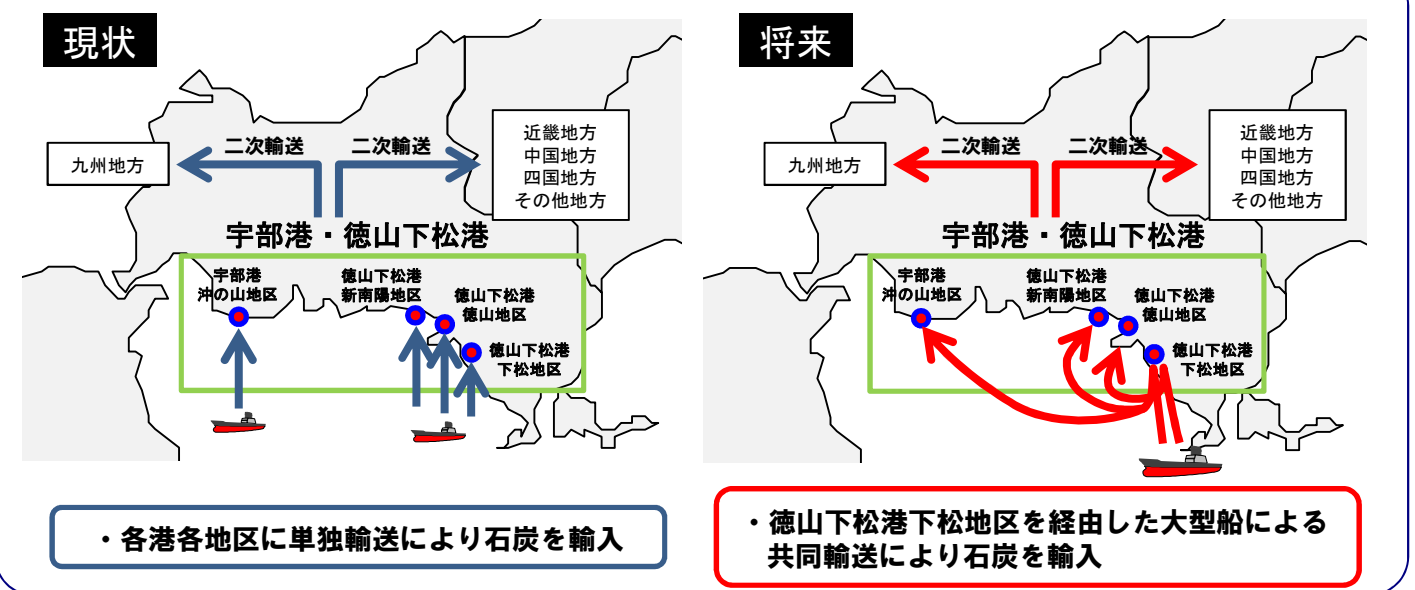 現状
二次輸送
二次輸送
九州地方
近畿地方
中国地方
四国地方
その他地方
宇部港・徳山下松港
宇部港
沖の山地区
徳山下松港
新南陽地区
徳山下松港
徳山地区
徳山下松港
下松地区
・各港各地区に単独輸送により石炭を輸入
将来
二次輸送
二次輸送
九州地方
近畿地方
中国地方
四国地方
その他地方
宇部港・徳山下松港
宇部港
沖の山地区
徳山下松港
新南陽地区
徳山下松港
徳山地区
徳山下松港
下松地区
・徳山下松港下松地区を経由した大型船による
共同輸送により石炭を輸入